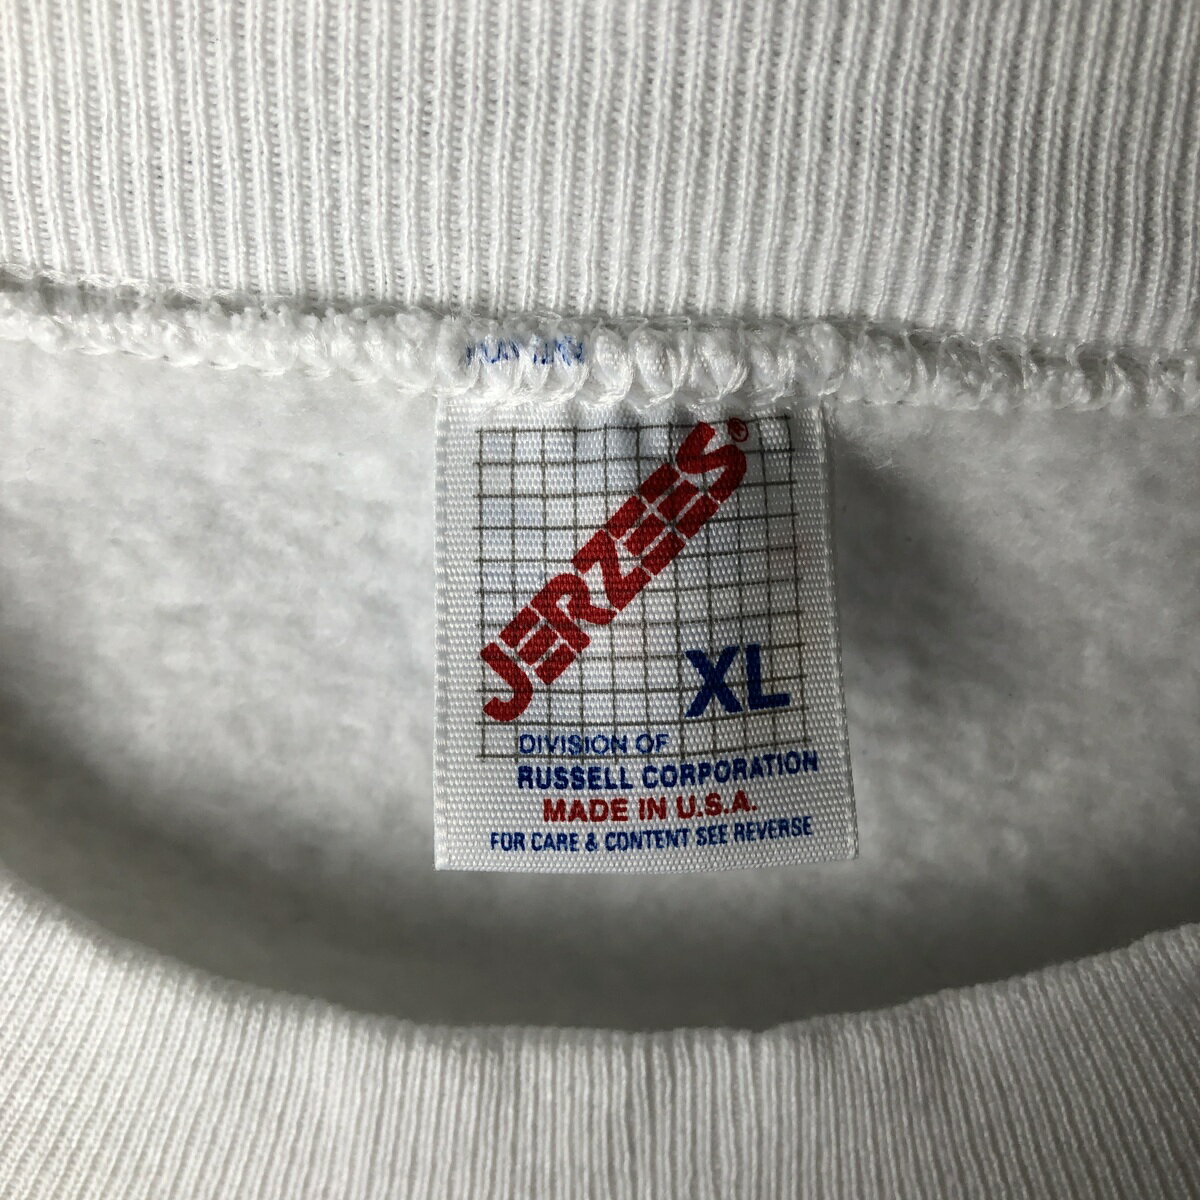 JERZEES®
XL
DIVISION OF
RUSSELL CORPORATION
MADE IN U.S.A.
FOR CARE & CONTENT SEE REVERSE